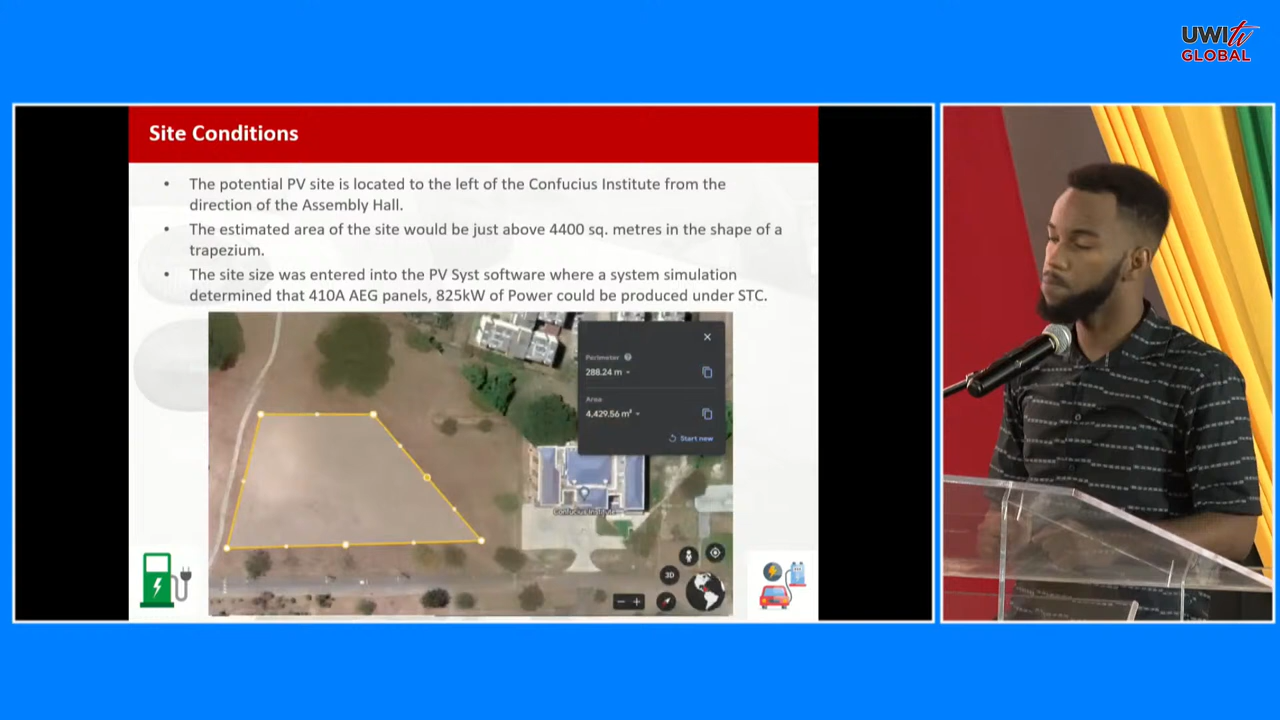 UWItv
GLOBAL
Site Conditions
• The potential PV site is located to the left of the Confucius Institute from the
direction of the Assembly Hall.
• The estimated area of the site would be just above 4400 sq. metres in the shape of a
trapezium.
• The site size was entered into the PV Syst software where a system simulation
determined that 410A AEG panels, 825kW of Power could be produced under STC.
Perimeter
288.24 m
Area
4,429.56 m²
Start new
Confucius Institute
3D